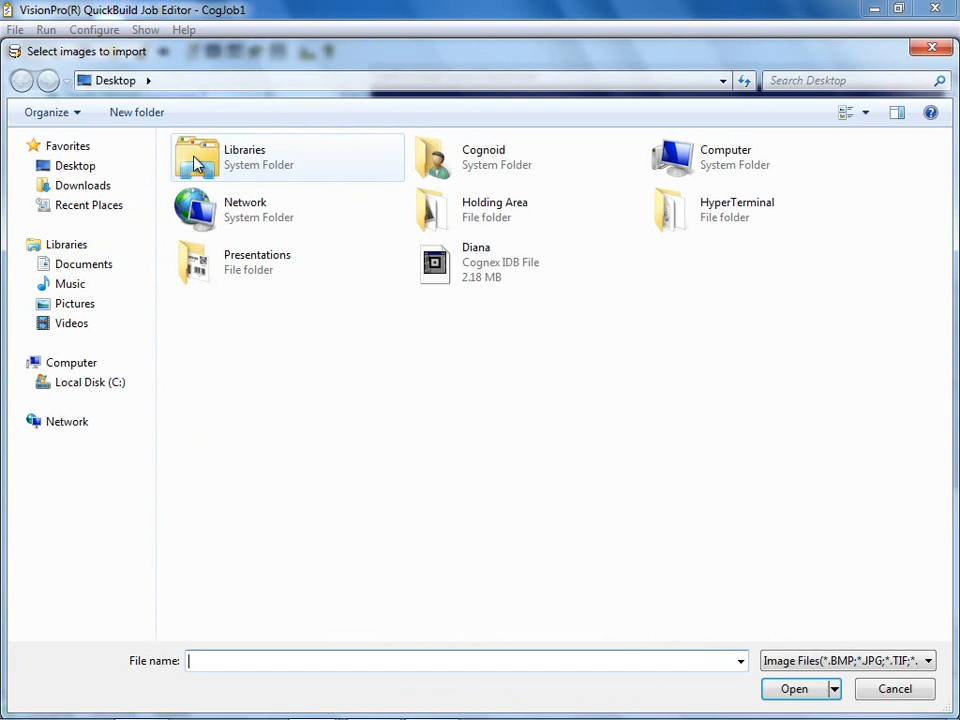 VisionPro(R) QuickBuild Job Editor - CogJob1
File Run Configure Show Help
Select images to import
Desktop
Search Desktop
Organize New folder
Favorites
Desktop
Downloads
Recent Places
Libraries
Documents
Music
Pictures
Videos
Computer
Local Disk (C:)
Network
Libraries
System Folder
Cognoid
System Folder
Computer
System Folder
Network
System Folder
Holding Area
File folder
HyperTerminal
File folder
Presentations
File folder
Diana
Cognex IDB File
2.18 MB
File name:
Image Files(*.BMP;*.JPG;*.TIF;*.
Open Cancel